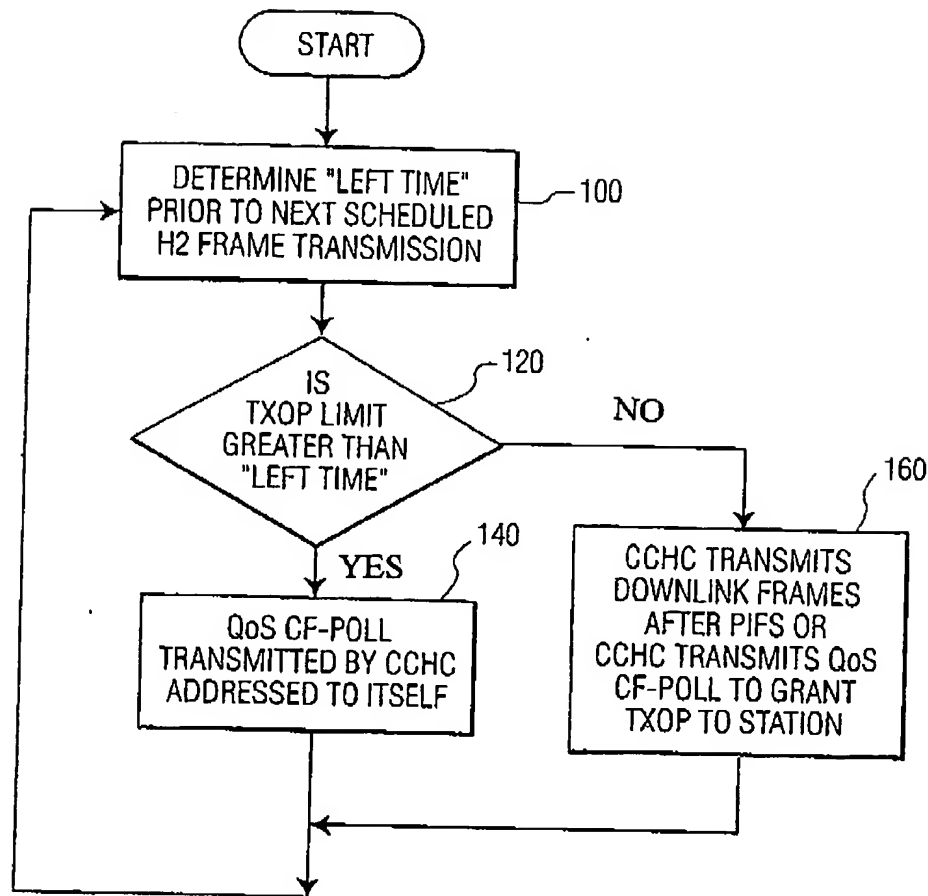 START
DETERMINE "LEFT TIME"
PRIOR TO NEXT SCHEDULED
H2 FRAME TRANSMISSION
100
IS
TXOP LIMIT
GREATER THAN
"LEFT TIME"
120
NO
YES
140
QoS CF-POLL
TRANSMITTED BY CCHC
ADDRESSED TO ITSELF
160
CCHC TRANSMITS
DOWNLINK FRAMES
AFTER PIFS OR
CCHC TRANSMITS QoS
CF-POLL TO GRANT
TXOP TO STATION